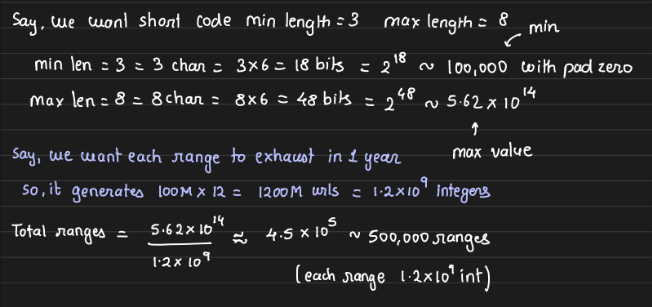 Say, we want short code min length = 3 max length = 8
min
min len = 3 = 3 char = 3x6 = 18 bits = 2^18 ~ 100,000 with pad zero
max len = 8 = 8 char = 8x6 = 48 bits = 2^48 ~ 5.62 x 10^14
↑
max value
Say, we want each range to exhaust in 1 year
so, it generates 100M x 12 = 1200M urls = 1.2x10^9 integers
Total ranges = 5.62x10^14 / 1.2x10^9 ≈ 4.5 x 10^5 ~ 500,000 ranges
(each range 1.2x10^9 int)